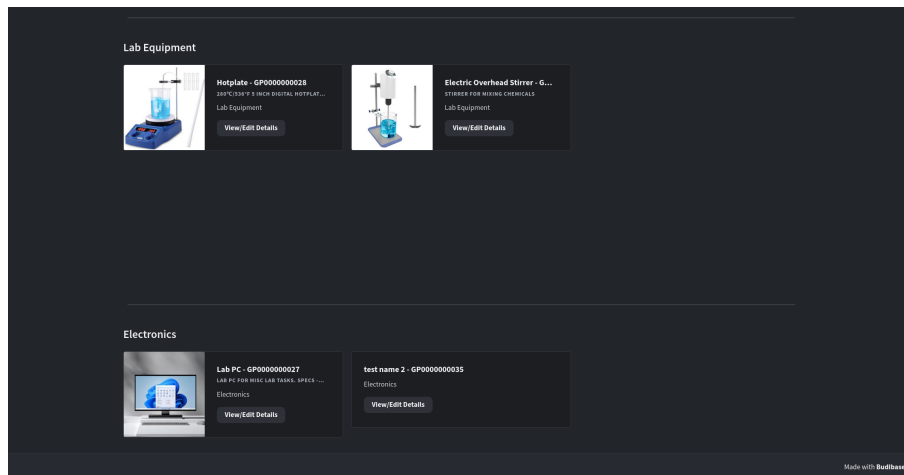 Lab Equipment
Hotplate - GP0000000028
280℃/536℉ 5 INCH DIGITAL HOTPLAT...
Lab Equipment
View/Edit Details
Electric Overhead Stirrer - G...
STIRRER FOR MIXING CHEMICALS
Lab Equipment
View/Edit Details
Electronics
Lab PC - GP0000000027
LAB PC FOR MISC LAB TASKS. SPECS -...
Electronics
View/Edit Details
test name 2 - GP0000000035
Electronics
View/Edit Details
Made with Budibase